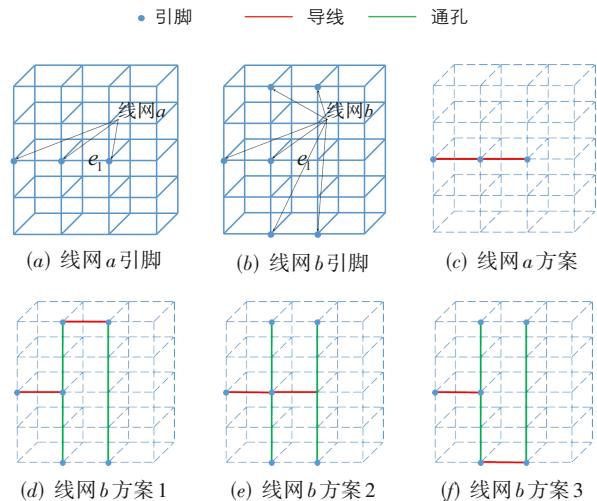 引脚 导线 通孔
线网a
e₁
线网b
e₁
(a) 线网a引脚 (b) 线网b引脚 (c) 线网a方案
(d) 线网b方案1 (e) 线网b方案2 (f) 线网b方案3